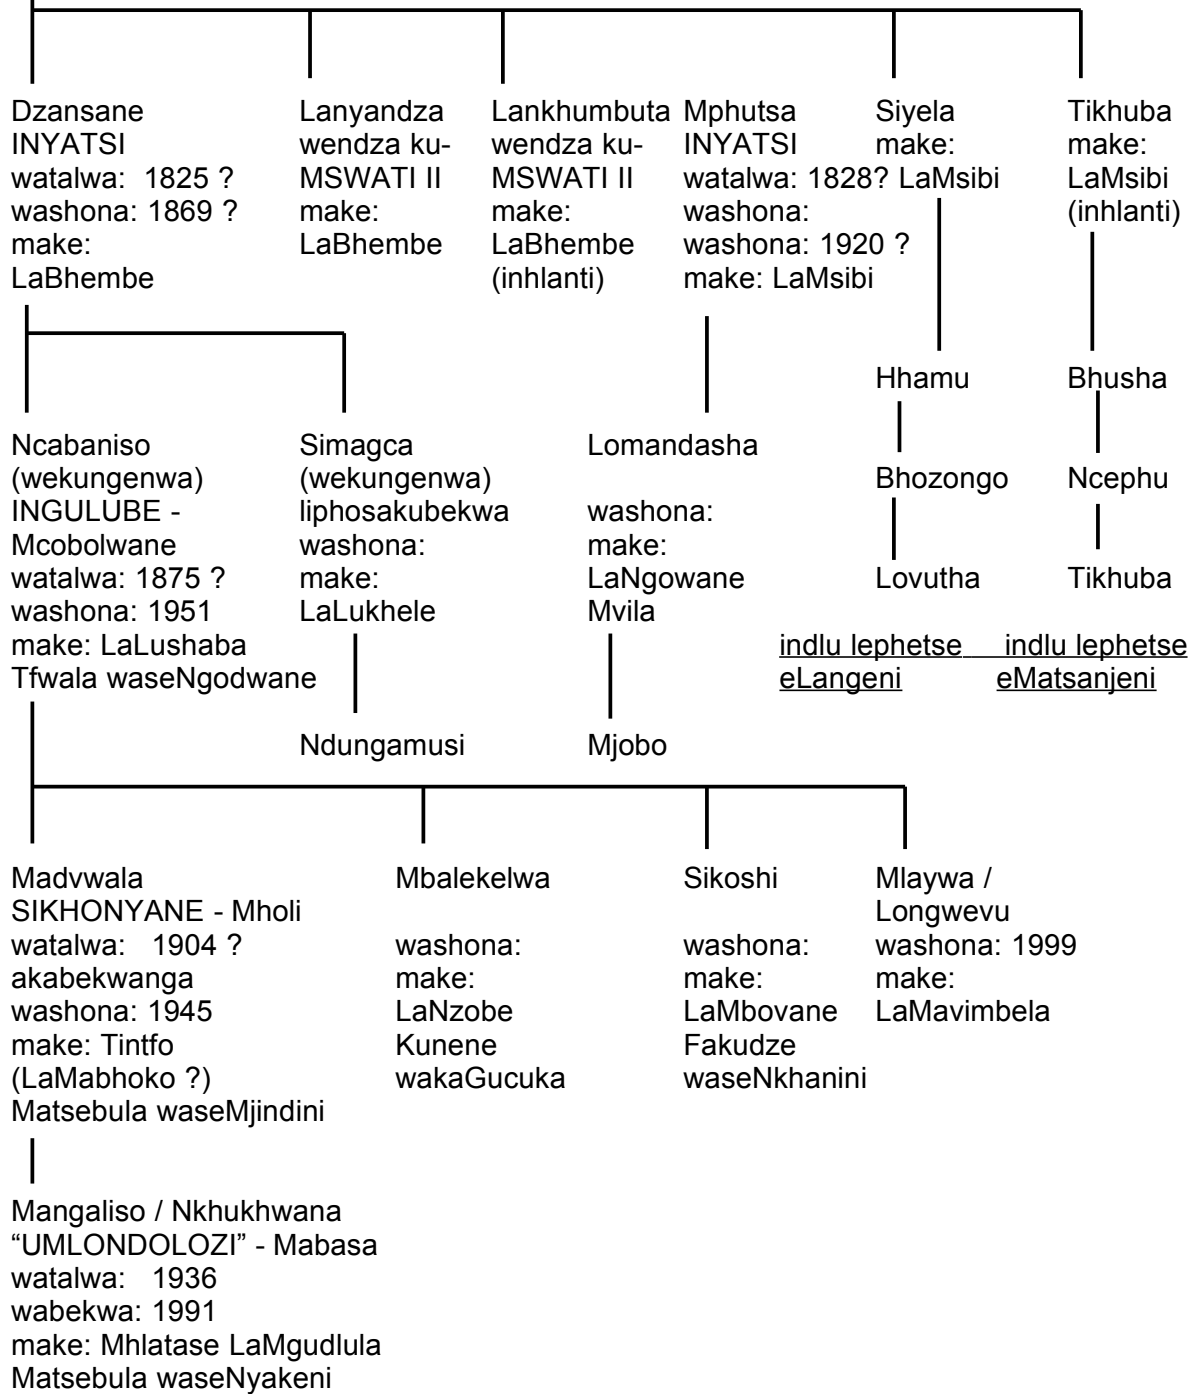 Dzansane
INYATSI
watalwa: 1825 ?
washona: 1869 ?
make:
LaBhembe
Lanyandza
wendza ku-
MSWATI II
make:
LaBhembe
Lankhumbuta
wendza ku-
MSWATI II
make:
LaBhembe
(inhlanti)
Mphutsa
INYATSI
watalwa: 1828?
washona:
washona: 1920 ?
make: LaMsibi
Siyela
make:
LaMsibi
Tikhuba
make:
LaMsibi
(inhlanti)
Hhamu
Bhusha
Ncabaniso
(wekungenwa)
INGULUBE -
Mcobolwane
watalwa: 1875 ?
washona: 1951
make: LaLushaba
Tfwala waseNgodwane
Simagca
(wekungenwa)
liphosakubekwa
washona:
make:
LaLukhele
Lomandasha
washona:
make:
LaNgowane
Mvila
Bhozongo
Ncephu
Lovutha
Tikhuba
indlu lephetse
eLangeni
indlu lephetse
eMatsanjeni
Ndungamusi
Mjobo
Madvwala
SIKHONYANE - Mholi
watalwa: 1904 ?
akabekwanga
washona: 1945
make: Tintfo
(LaMabhoko ?)
Matsebula waseMjindini
Mbalekelwa
washona:
make:
LaNzobe
Kunene
wakaGucuka
Sikoshi
washona:
make:
LaMbovane
Fakudze
waseNkhanini
Mlaywa /
Longwevu
washona: 1999
make:
LaMavimbela
Mangaliso / Nkhukhwana
“UMLONDOLOZI” - Mabasa
watalwa: 1936
wabekwa: 1991
make: Mhlatase LaMgudlula
Matsebula waseNyakeni